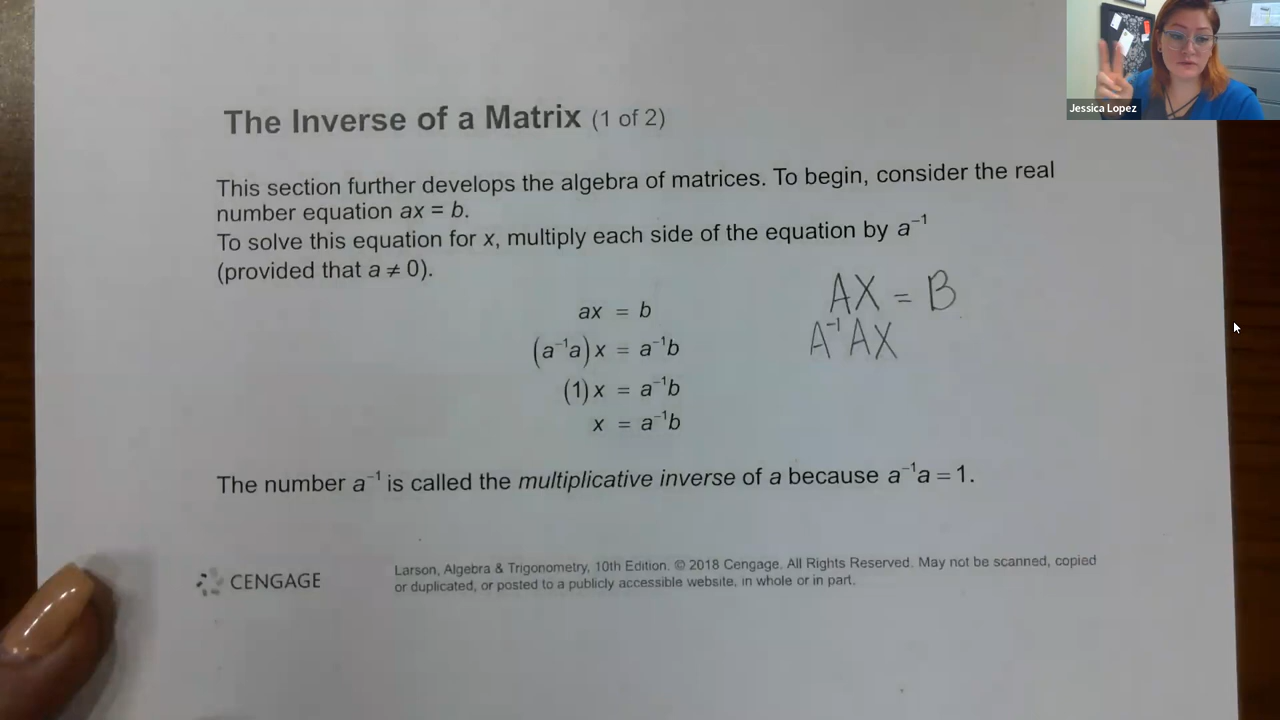 Jessica Lopez
The Inverse of a Matrix (1 of 2)
This section further develops the algebra of matrices. To begin, consider the real
number equation ax = b.
To solve this equation for x, multiply each side of the equation by a⁻¹
(provided that a ≠ 0).
ax = b
(a⁻¹a)x = a⁻¹b
(1)x = a⁻¹b
x = a⁻¹b
AX = B
A⁻¹AX
The number a⁻¹ is called the multiplicative inverse of a because a⁻¹a = 1.
CENGAGE
Larson, Algebra & Trigonometry, 10th Edition. © 2018 Cengage. All Rights Reserved. May not be scanned, copied
or duplicated, or posted to a publicly accessible website, in whole or in part.